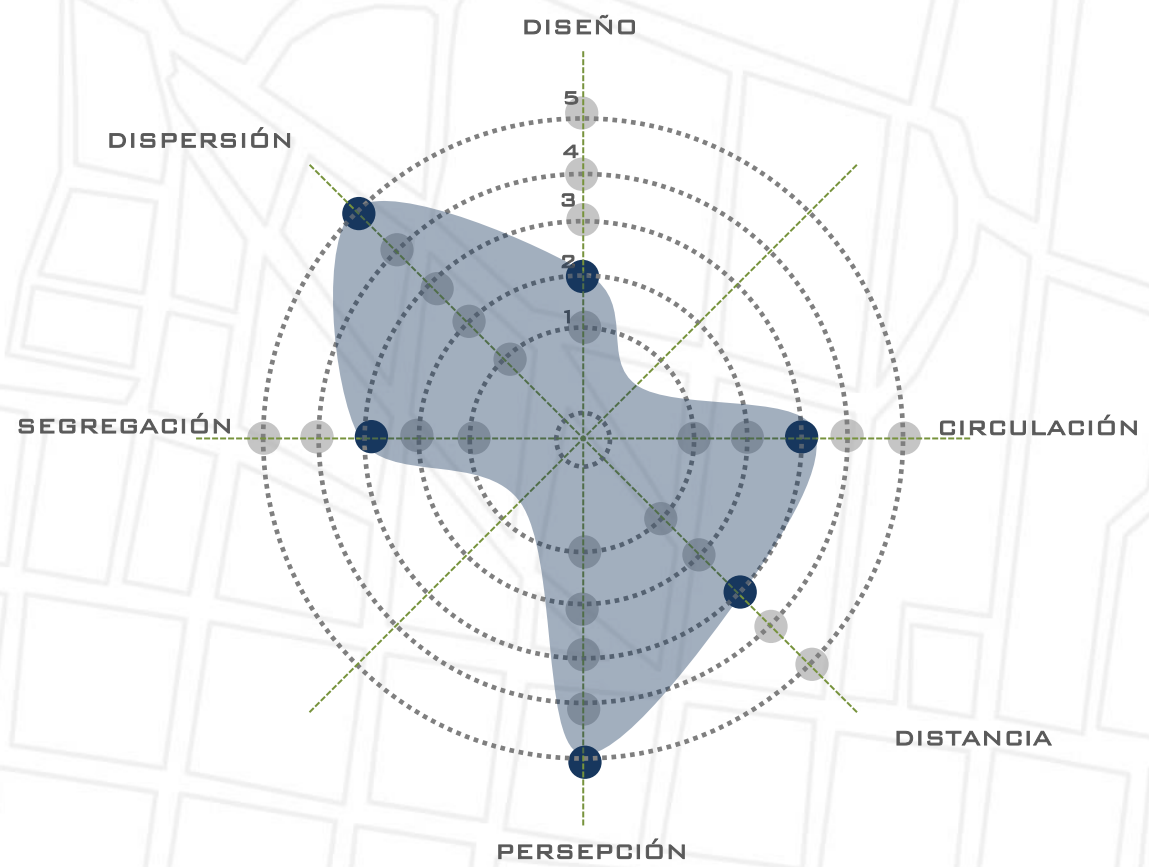 DISEÑO
5
DISPERSIÓN
4
3
2
1
SEGREGACIÓN
CIRCULACIÓN
DISTANCIA
PERSEPCIÓN